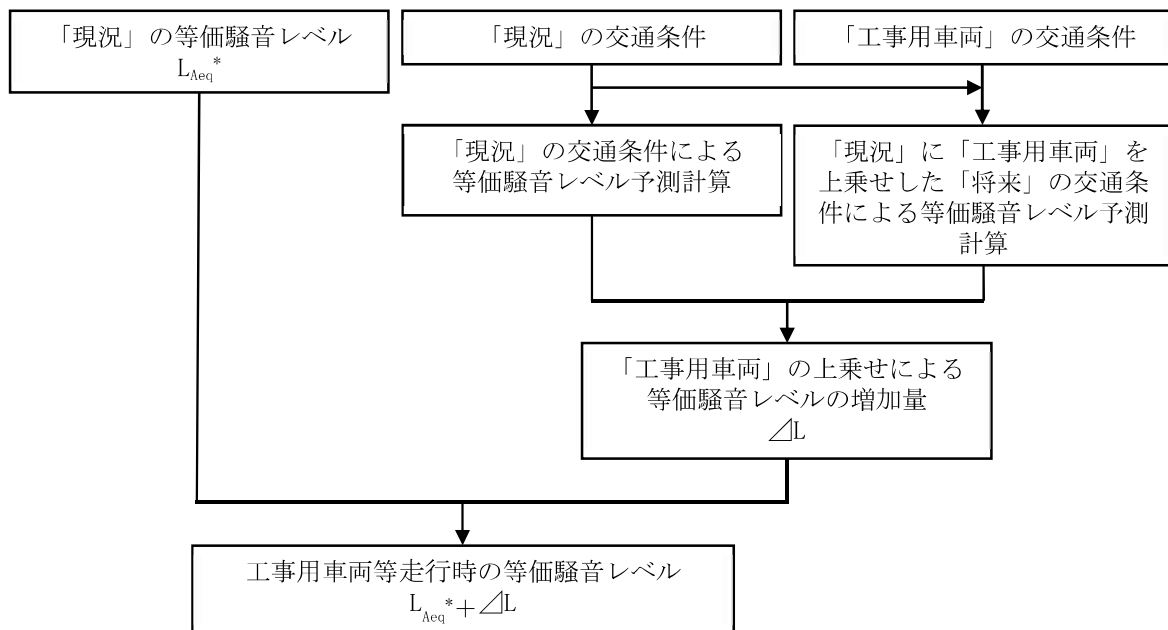 「現況」の等価騒音レベル
LAeq*
「現況」の交通条件
「工事用車両」の交通条件
「現況」の交通条件による
等価騒音レベル予測計算
「現況」に「工事用車両」を
上乗せした「将来」の交通条
件による等価騒音レベル予測
計算
「工事用車両」の上乗せによる
等価騒音レベルの増加量
⊿L
工事用車両等走行時の等価騒音レベル
LAeq*+⊿L